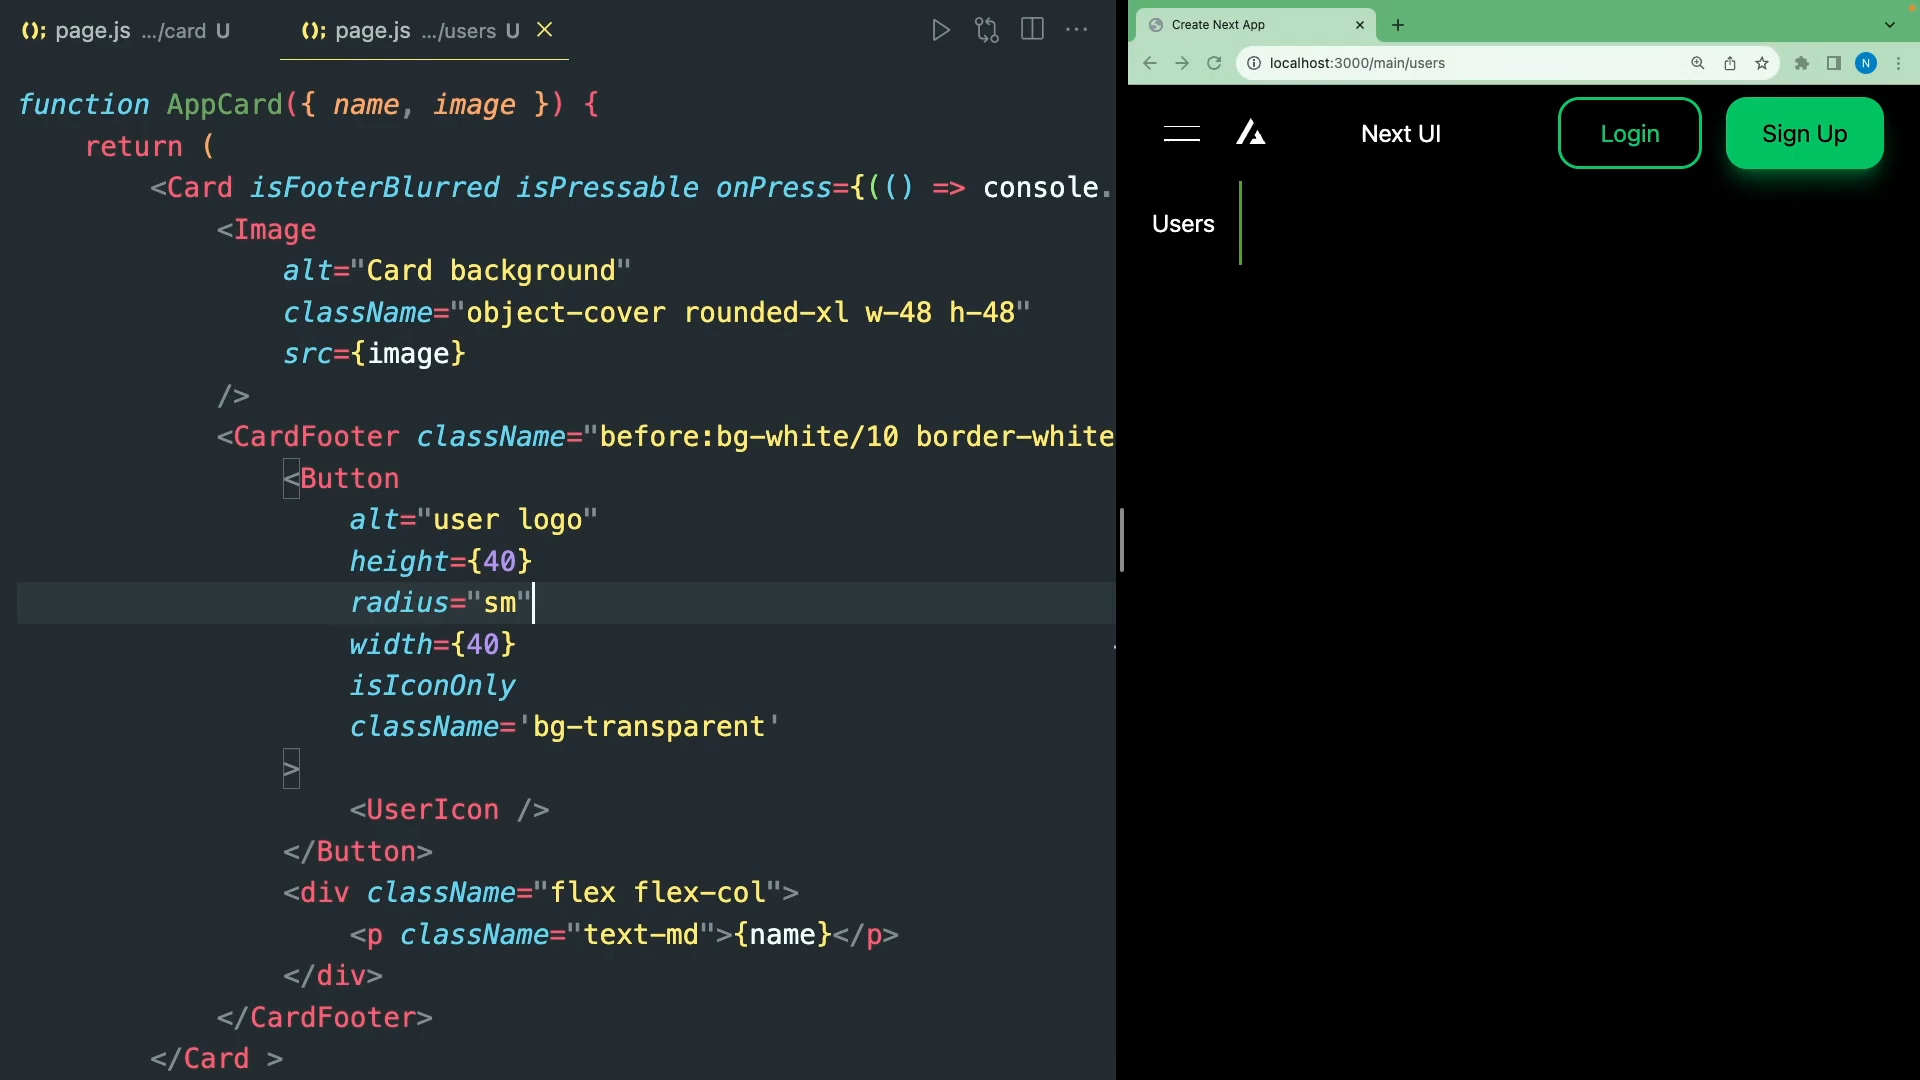 page.js .../card U
page.js .../users U
function AppCard({ name, image }) {
return (
<Card isFooterBlurred isPressable onPress={(() => console.
<Image
alt="Card background"
className="object-cover rounded-xl w-48 h-48"
src={image}
/>
<CardFooter className="before:bg-white/10 border-white
<Button
alt="user logo"
height={40}
radius="sm"
width={40}
isIconOnly
className='bg-transparent'
>
<UserIcon />
</Button>
<div className="flex flex-col">
<p className="text-md">{name}</p>
</div>
</CardFooter>
</Card >
Create Next App
localhost:3000/main/users
N
Next UI
Login
Sign Up
Users